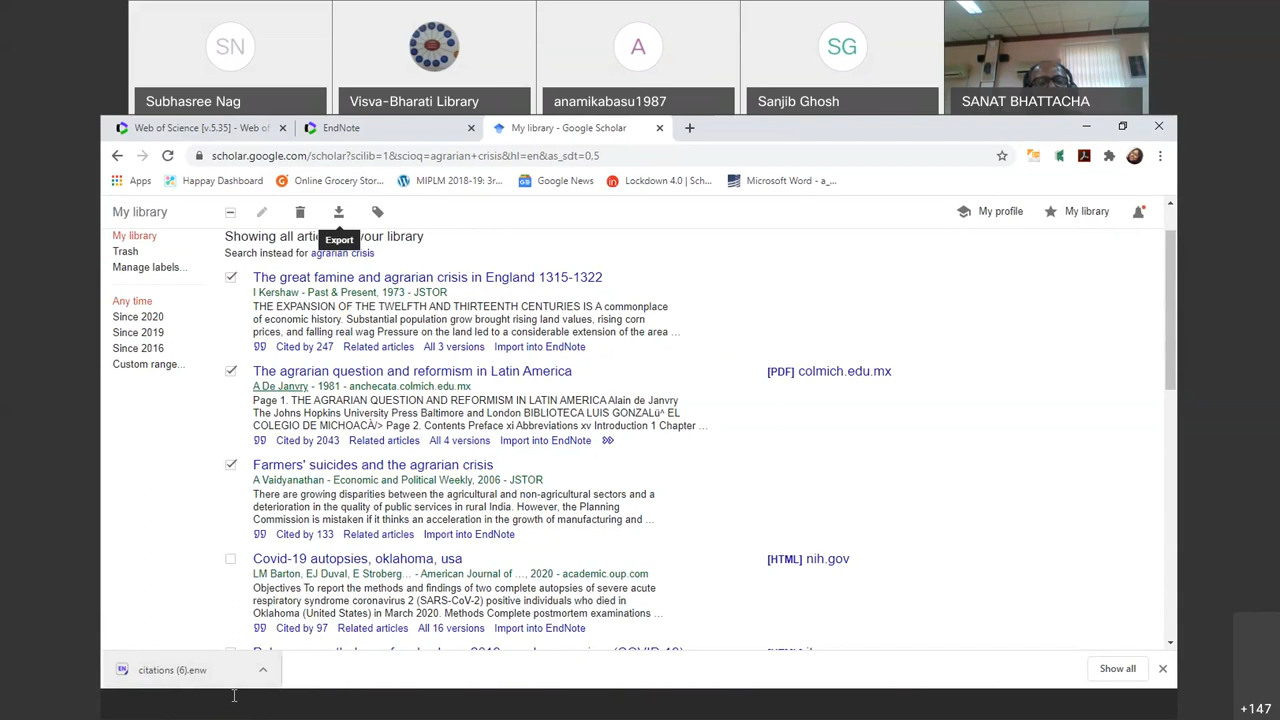 SN
A
SG
Subhasree Nag
Visva-Bharati Library
anamikabasu1987
Sanjib Ghosh
SANAT BHATTACHA
Web of Science [v.5.35] - Web of
EndNote
My library - Google Scholar
scholar.google.com/scholar?scilib=1&scioq=agrarian+crisis&hl=en&as_sdt=0,5
Apps
Happay Dashboard
Online Grocery Stor...
MIPLM 2018-19: 3r...
Google News
Lockdown 4.0 | Sch...
Microsoft Word - a_...
My library
My profile
My library
Export
My library
Trash
Manage labels...
Any time
Since 2020
Since 2019
Since 2016
Custom range...
Showing all arti your library
Search instead for agrarian crisis
The great famine and agrarian crisis in England 1315-1322
I Kershaw - Past & Present, 1973 - JSTOR
THE EXPANSION OF THE TWELFTH AND THIRTEENTH CENTURIES IS A commonplace
of economic history. Substantial population grow brought rising land values, rising corn
prices, and falling real wag Pressure on the land led to a considerable extension of the area ...
Cited by 247 Related articles All 3 versions Import into EndNote
The agrarian question and reformism in Latin America
[PDF] colmich.edu.mx
A De Janvry - 1981 - anchecata.colmich.edu.mx
Page 1. THE AGRARIAN QUESTION AND REFORMISM IN LATIN AMERICA Alain de Janvry
The Johns Hopkins University Press Baltimore and London BIBLIOTECA LUIS GONZALü^ EL
COLEGIO DE MICHOACÂ/> Page 2. Contents Preface xi Abbreviations xv Introduction 1 Chapter ...
Cited by 2043 Related articles All 4 versions Import into EndNote
Farmers' suicides and the agrarian crisis
A Vaidyanathan - Economic and Political Weekly, 2006 - JSTOR
There are growing disparities between the agricultural and non-agricultural sectors and a
deterioration in the quality of public services in rural India. However, the Planning
Commission is mistaken if it thinks an acceleration in the growth of manufacturing and ...
Cited by 133 Related articles Import into EndNote
Covid-19 autopsies, oklahoma, usa
[HTML] nih.gov
LM Barton, EJ Duval, E Stroberg... - American Journal of ..., 2020 - academic.oup.com
Objectives To report the methods and findings of two complete autopsies of severe acute
respiratory syndrome coronavirus 2 (SARS-CoV-2) positive individuals who died in
Oklahoma (United States) in March 2020. Methods Complete postmortem examinations ...
Cited by 97 Related articles All 16 versions Import into EndNote
EN
citations (6).enw
Show all
+147